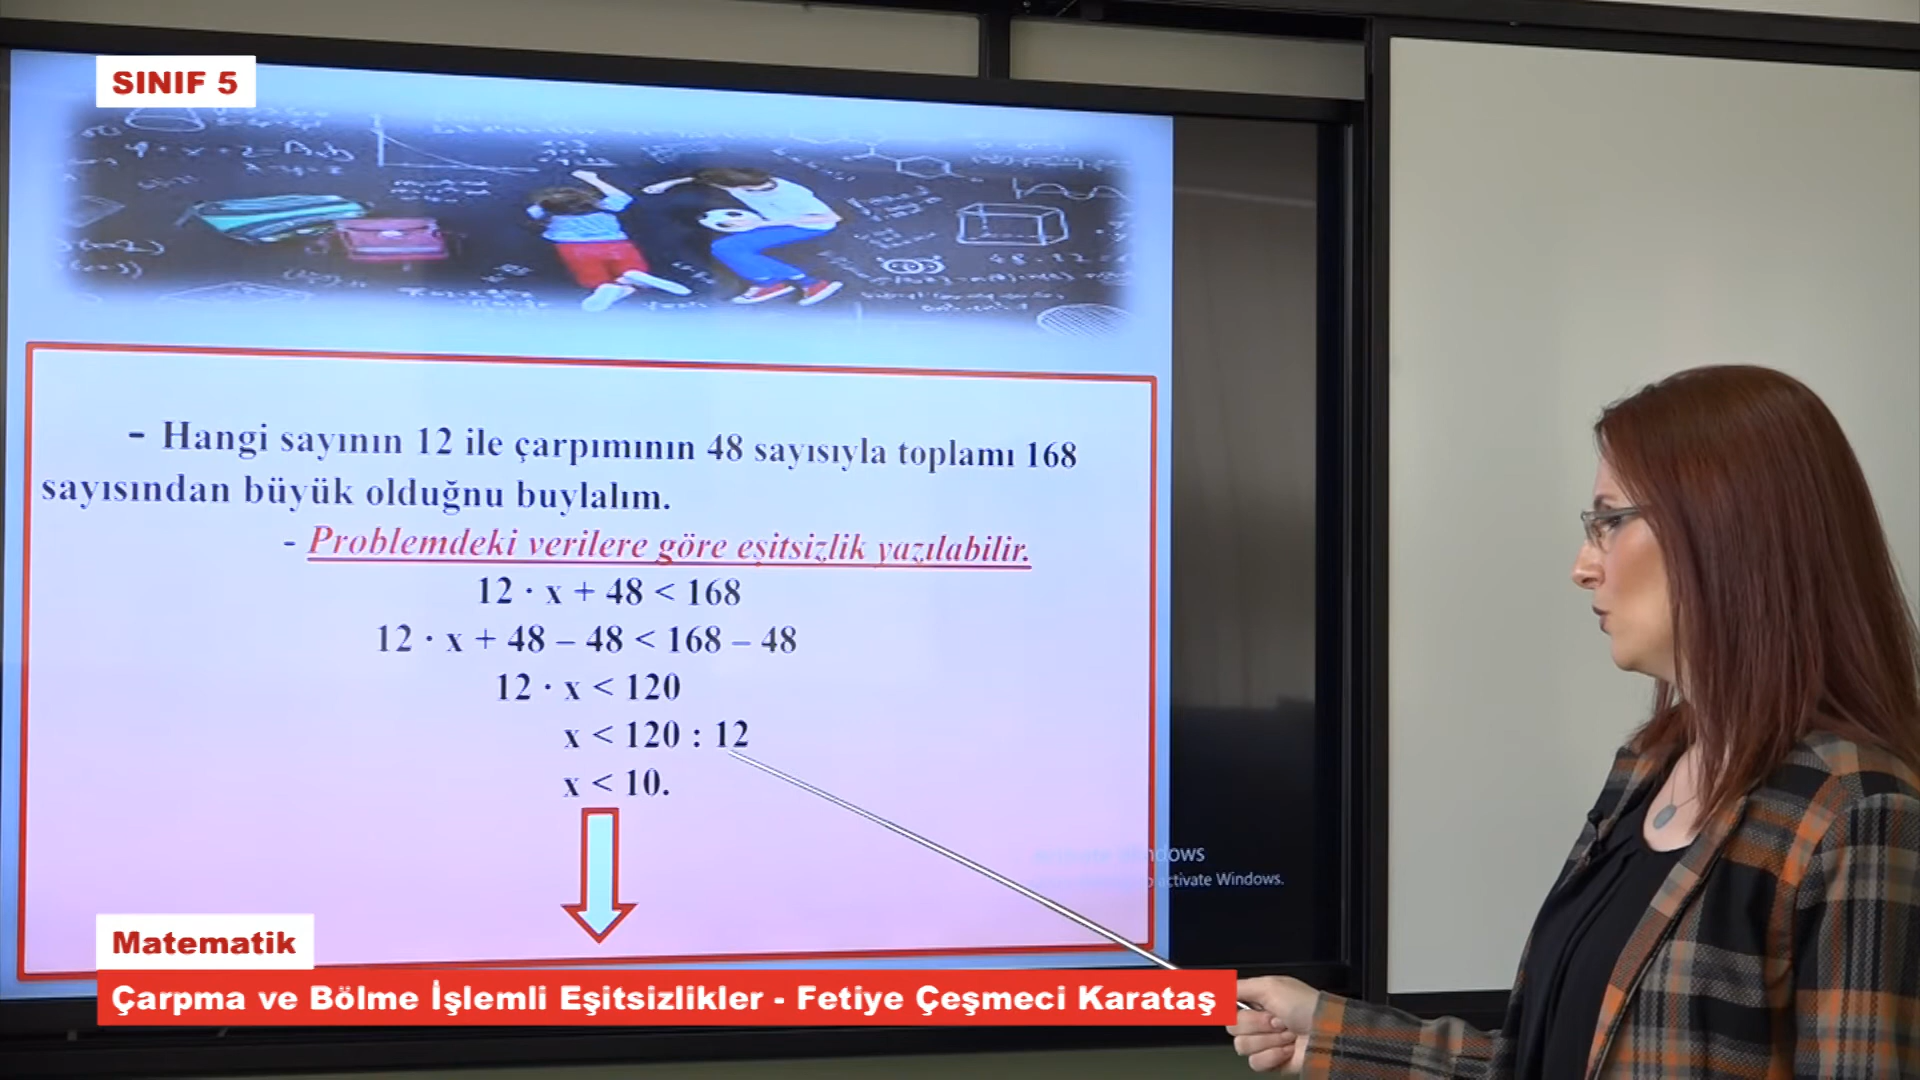 SINIF 5
- Hangi sayının 12 ile çarpımının 48 sayısıyla toplamı 168
sayısından büyük olduğnu buylalım.
- Problemdeki verilere göre eşitsizlik yazılabilir.
12 · x + 48 < 168
12 · x + 48 – 48 < 168 – 48
12 · x < 120
x < 120 : 12
x < 10.
activate Windows.
Matematik
Çarpma ve Bölme İşlemli Eşitsizlikler - Fetiye Çeşmeci Karataş